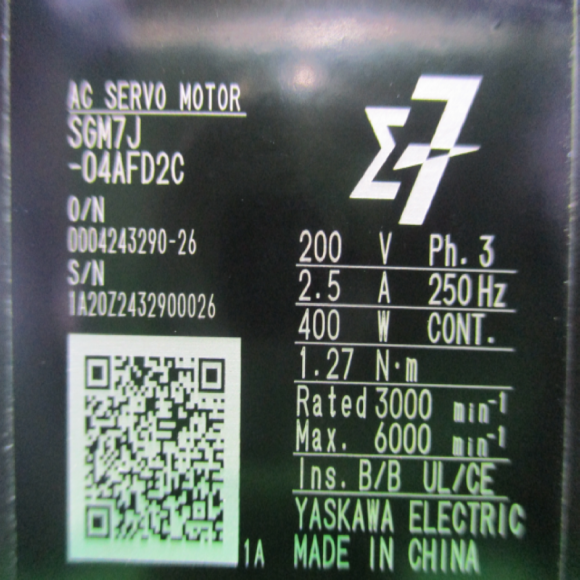 AC SERVO MOTOR
SGM7J
-04AFD2C
O/N
0004243290-26
S/N
1A20Z2432900026
Σ-7
200 V Ph. 3
2.5 A 250 Hz
400 W CONT.
1.27 N·m
Rated 3000 min⁻¹
Max. 6000 min⁻¹
Ins. B/B UL/CE
YASKAWA ELECTRIC
1A MADE IN CHINA